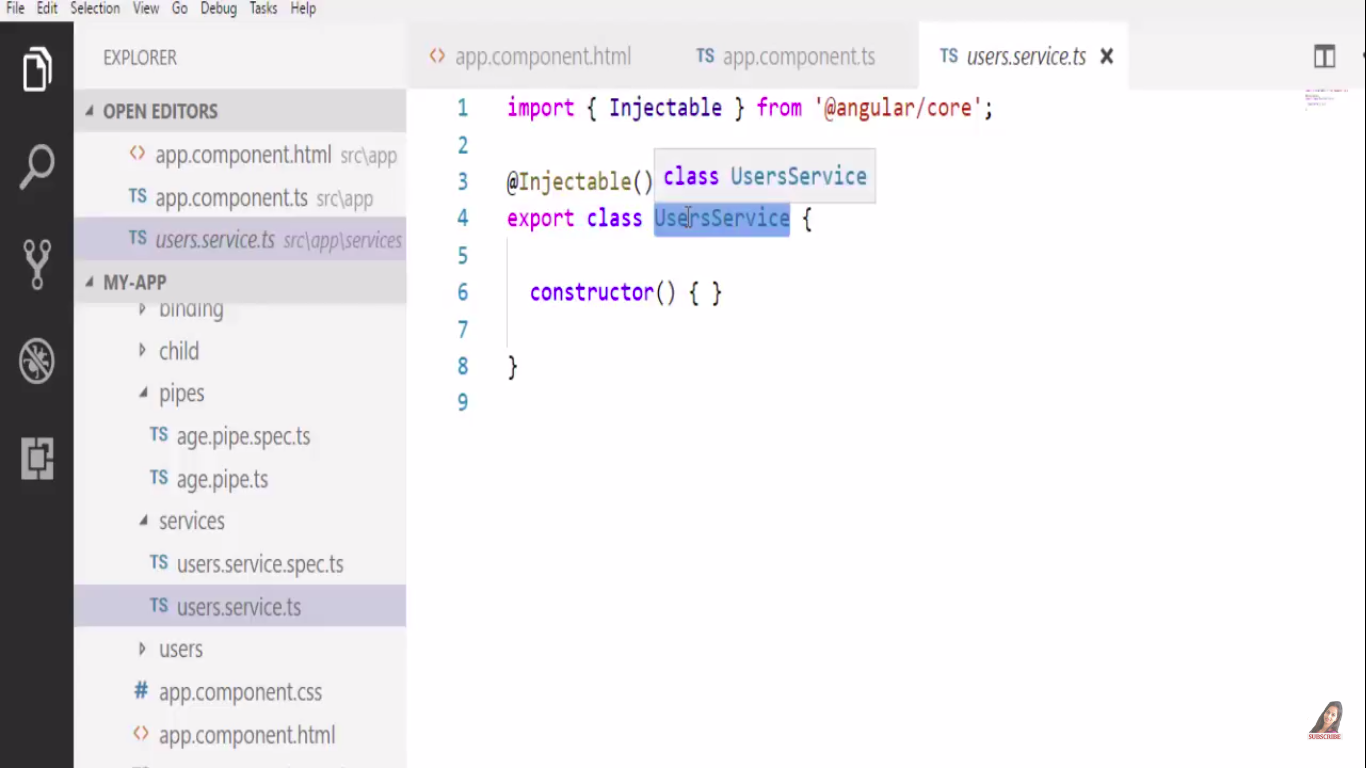 File Edit Selection View Go Debug Tasks Help
EXPLORER
OPEN EDITORS
app.component.html src\app
TS app.component.ts src\app
TS users.service.ts src\app\services
MY-APP
binding
child
pipes
TS age.pipe.spec.ts
TS age.pipe.ts
services
TS users.service.spec.ts
TS users.service.ts
users
# app.component.css
<> app.component.html
<> app.component.html
TS app.component.ts
TS users.service.ts
1 import { Injectable } from '@angular/core';
2
3 @Injectable()
class UsersService
4 export class UsersService {
5
6 constructor() { }
7
8 }
9
SUBSCRIBE